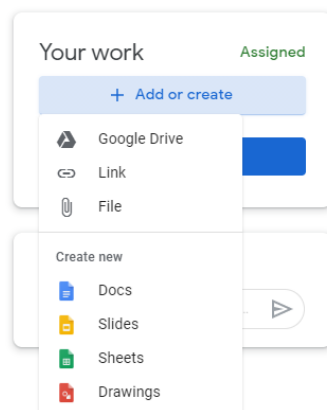 Your work
Assigned
+ Add or create
Google Drive
Link
File
Create new
Docs
Slides
Sheets
Drawings